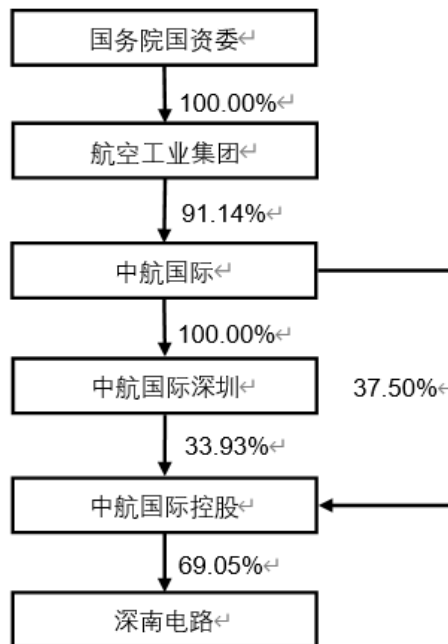 国务院国资委↵
100.00%↵
航空工业集团↵
91.14%↵
中航国际↵
100.00%↵
中航国际深圳↵
37.50%↵
33.93%↵
中航国际控股↵
69.05%↵
深南电路↵